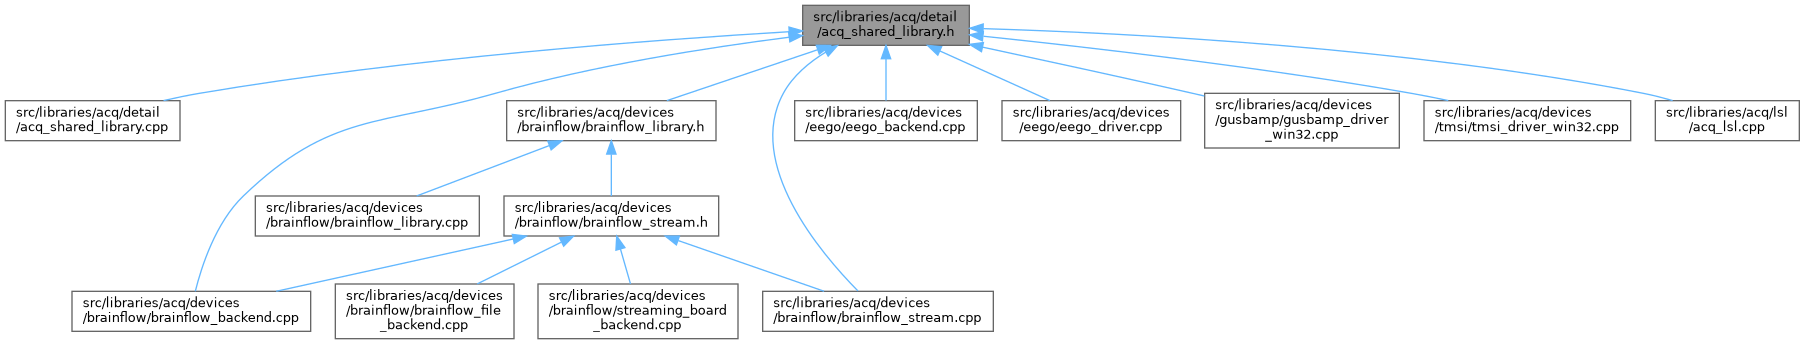 src/libraries/acq/detail
/acq_shared_library.h
src/libraries/acq/detail
/acq_shared_library.cpp
src/libraries/acq/devices
/brainflow/brainflow_library.h
src/libraries/acq/devices
/eego/eego_backend.cpp
src/libraries/acq/devices
/eego/eego_driver.cpp
src/libraries/acq/devices
/gusbamp/gusbamp_driver
_win32.cpp
src/libraries/acq/devices
/tmsi/tmsi_driver_win32.cpp
src/libraries/acq/lsl
/acq_lsl.cpp
src/libraries/acq/devices
/brainflow/brainflow_library.cpp
src/libraries/acq/devices
/brainflow/brainflow_stream.h
src/libraries/acq/devices
/brainflow/brainflow_backend.cpp
src/libraries/acq/devices
/brainflow/brainflow_file
_backend.cpp
src/libraries/acq/devices
/brainflow/streaming_board
_backend.cpp
src/libraries/acq/devices
/brainflow/brainflow_stream.cpp